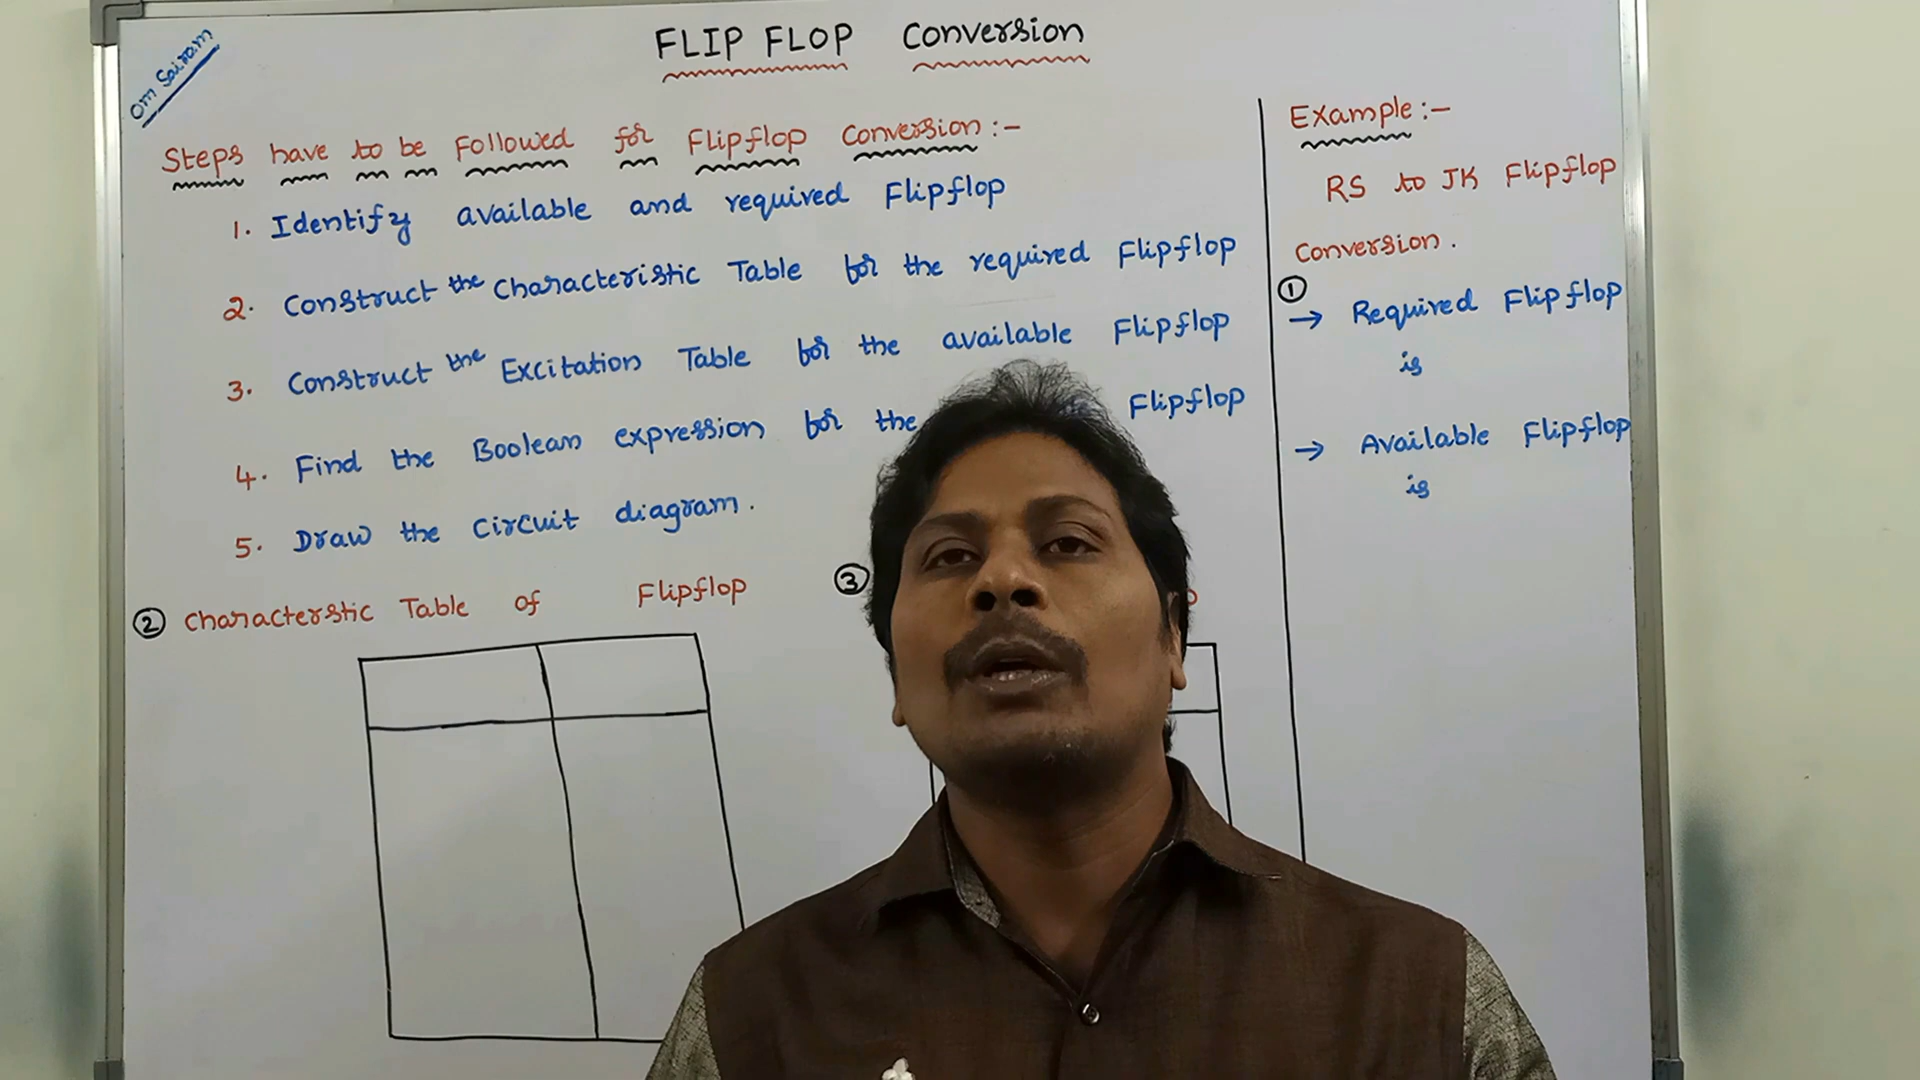 Om Sairam
FLIP FLOP Conversion
Steps have to be Followed for Flipflop Conversion :-
1. Identify available and required Flipflop
2. Construct the Characteristic Table for the required Flipflop
3. Construct the Excitation Table for the available Flipflop
4. Find the Boolean expression for the Flipflop
5. Draw the Circuit diagram.
② Characterstic Table of Flipflop
③
Example :-
RS to JK Flipflop
Conversion.
①
→ Required Flipflop
is
→ Available Flipflop
is